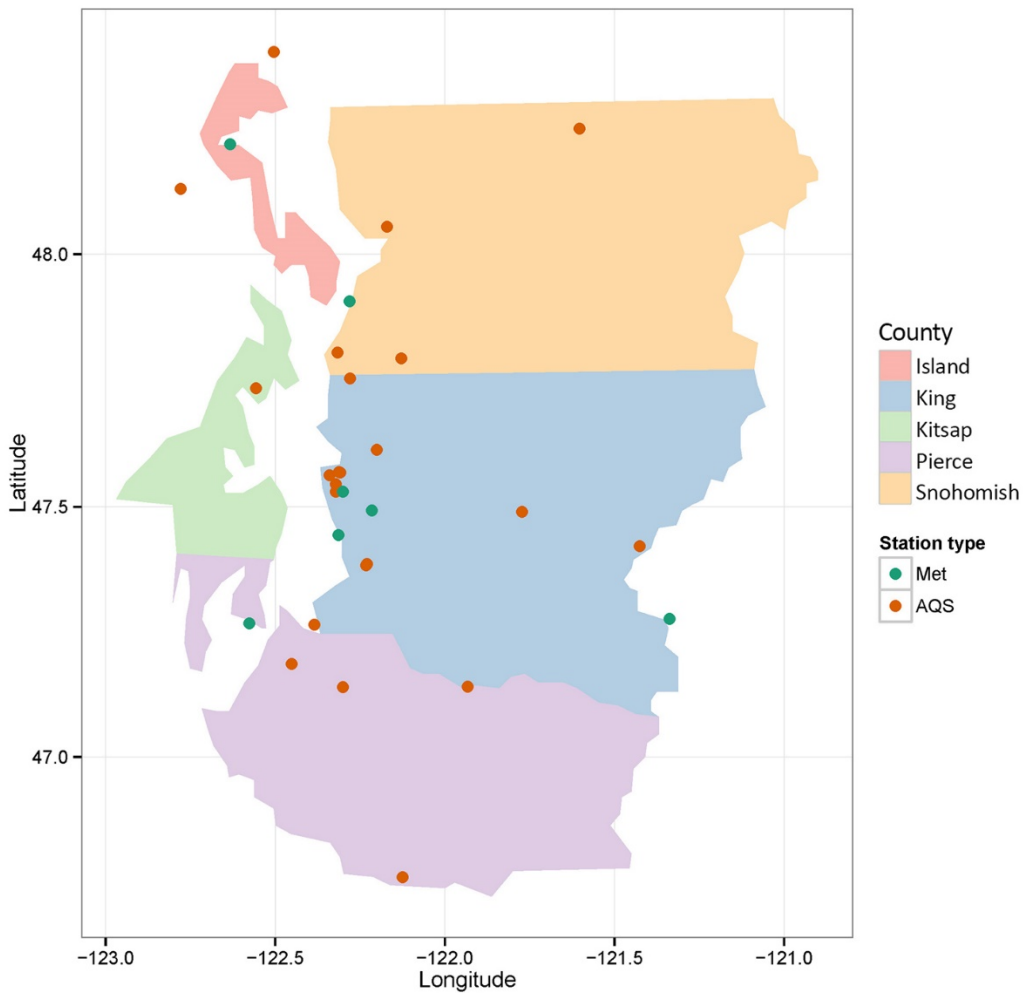 48.0
47.5
47.0
Latitude
−123.0
−122.5
−122.0
−121.5
−121.0
Longitude
County
Island
King
Kitsap
Pierce
Snohomish
Station type
Met
AQS